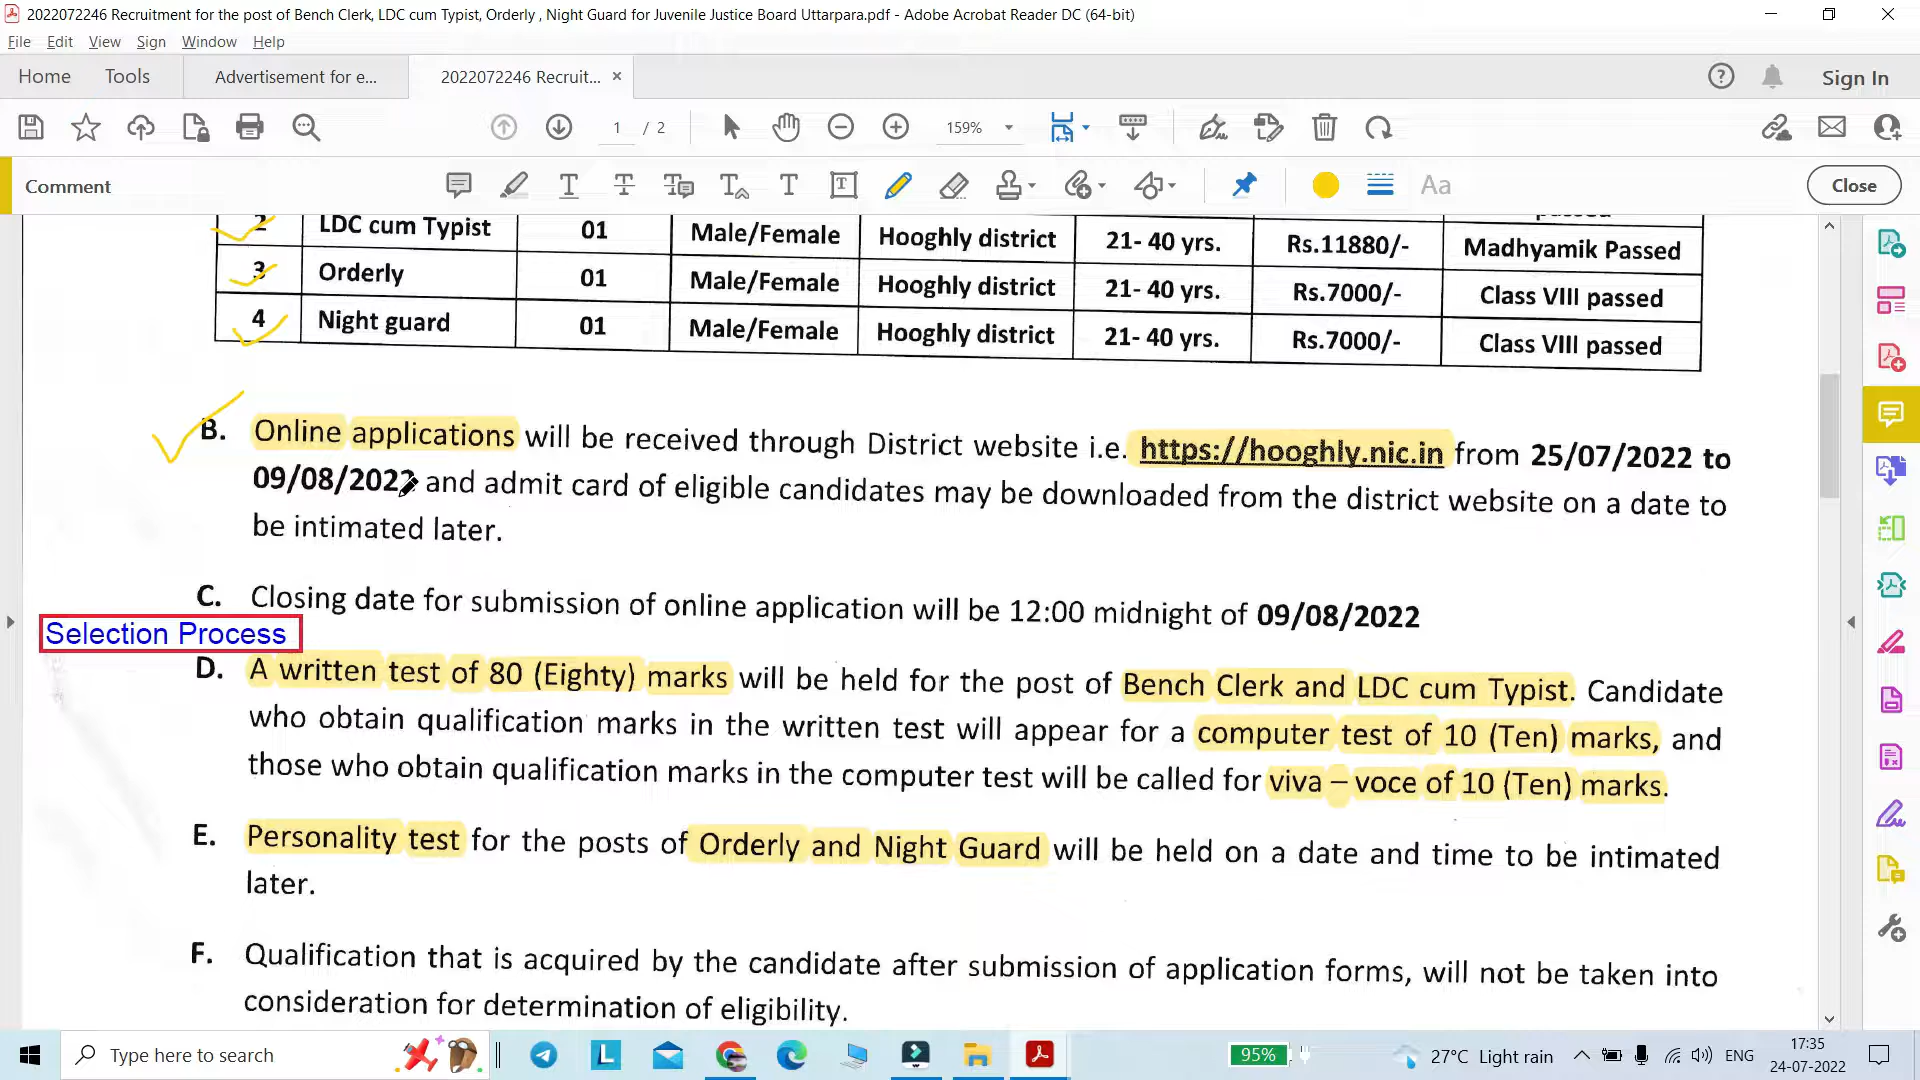 2022072246 Recruitment for the post of Bench Clerk, LDC cum Typist, Orderly , Night Guard for Juvenile Justice Board Uttarpara.pdf - Adobe Acrobat Reader DC (64-bit)
File Edit View Sign Window Help
Home Tools Advertisement for e... 2022072246 Recruit... × Sign In
1 / 2 159%
Comment Close
2 LDC cum Typist 01 Male/Female Hooghly district 21- 40 yrs. Rs.11880/- Madhyamik Passed
3 Orderly 01 Male/Female Hooghly district 21- 40 yrs. Rs.7000/- Class VIII passed
4 Night guard 01 Male/Female Hooghly district 21- 40 yrs. Rs.7000/- Class VIII passed
B. Online applications will be received through District website i.e. https://hooghly.nic.in from 25/07/2022 to
09/08/2022 and admit card of eligible candidates may be downloaded from the district website on a date to
be intimated later.
C. Closing date for submission of online application will be 12:00 midnight of 09/08/2022
Selection Process
D. A written test of 80 (Eighty) marks will be held for the post of Bench Clerk and LDC cum Typist. Candidate
who obtain qualification marks in the written test will appear for a computer test of 10 (Ten) marks, and
those who obtain qualification marks in the computer test will be called for viva – voce of 10 (Ten) marks.
E. Personality test for the posts of Orderly and Night Guard will be held on a date and time to be intimated
later.
F. Qualification that is acquired by the candidate after submission of application forms, will not be taken into
consideration for determination of eligibility.
Type here to search 95% 27°C Light rain ENG 17:35
24-07-2022